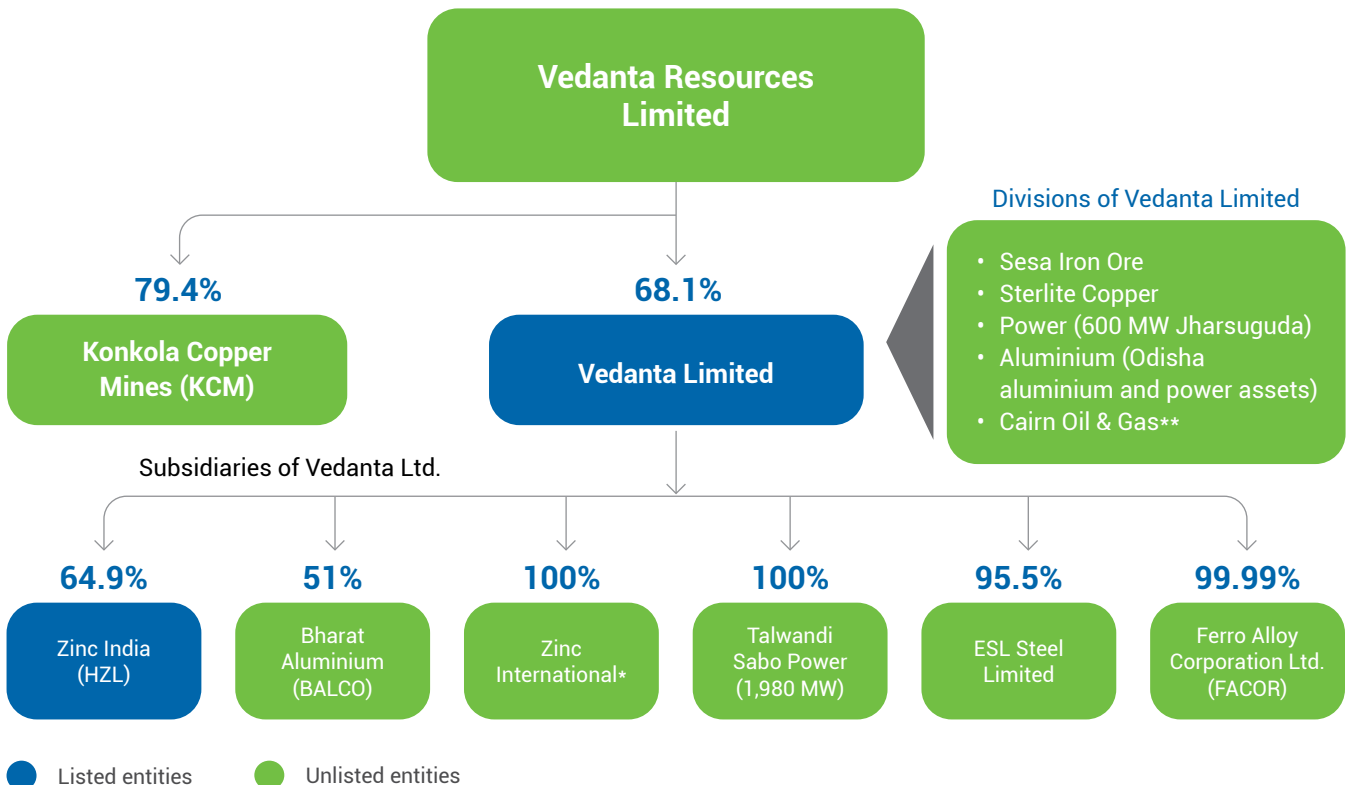 Vedanta Resources
Limited
Divisions of Vedanta Limited
• Sesa Iron Ore
• Sterlite Copper
• Power (600 MW Jharsuguda)
• Aluminium (Odisha
aluminium and power assets)
• Cairn Oil & Gas**
79.4%
Konkola Copper
Mines (KCM)
68.1%
Vedanta Limited
Subsidiaries of Vedanta Ltd.
64.9%
Zinc India
(HZL)
51%
Bharat
Aluminium
(BALCO)
100%
Zinc
International*
100%
Talwandi
Sabo Power
(1,980 MW)
95.5%
ESL Steel
Limited
99.99%
Ferro Alloy
Corporation Ltd.
(FACOR)
Listed entities
Unlisted entities